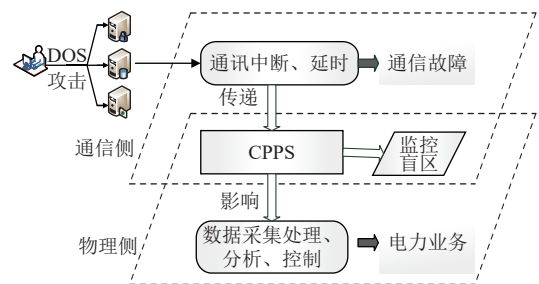 DOS
攻击
通讯中断、延时
通信故障
传递
通信侧
CPPS
监控
盲区
影响
物理侧
数据采集处理、
分析、控制
电力业务